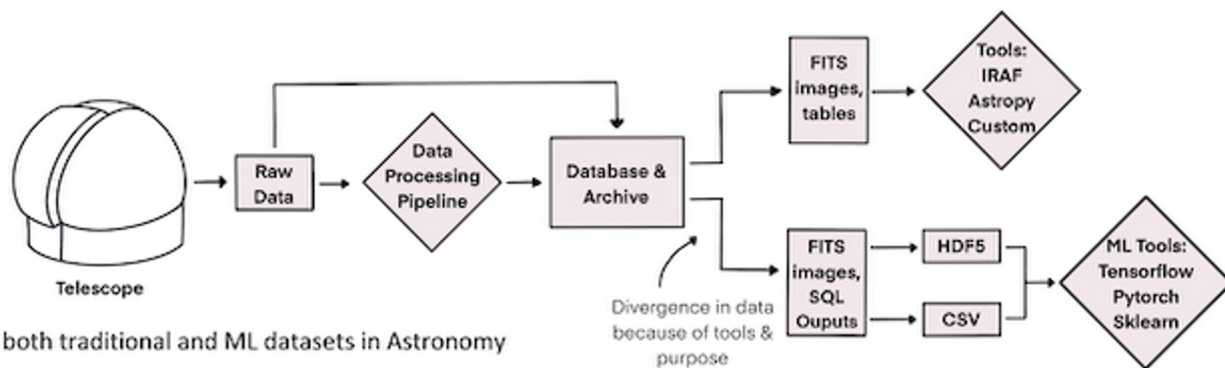 Telescope
Raw
Data
Data
Processing
Pipeline
Database &
Archive
FITS
images,
tables
Tools:
IRAF
Astropy
Custom
Divergence in data
because of tools &
purpose
FITS
images,
SQL
Ouputs
HDF5
CSV
ML Tools:
Tensorflow
Pytorch
Sklearn
both traditional and ML datasets in Astronomy